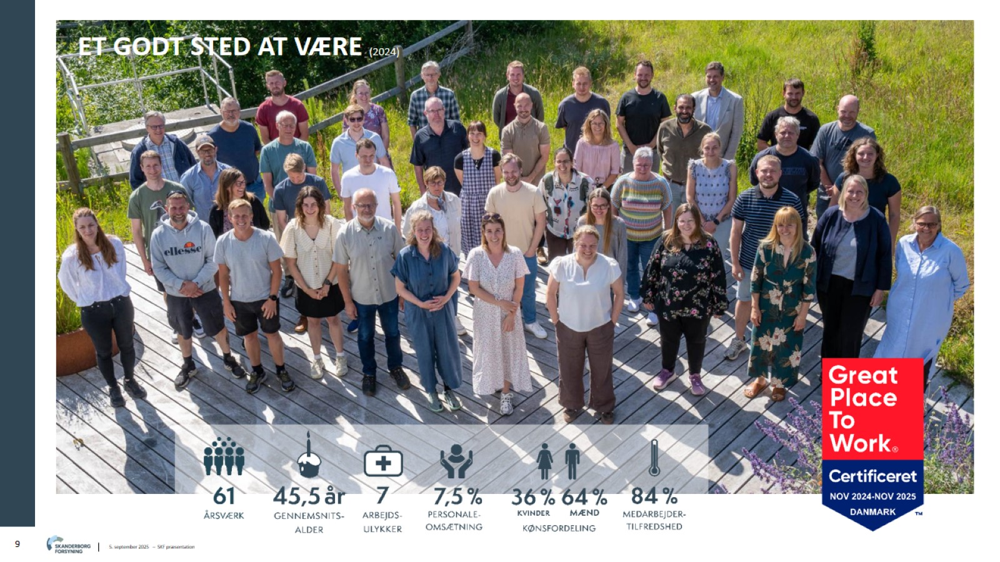 ET GODT STED AT VÆRE (2024)
ellesse
61
ÅRSVÆRK
45,5 år
GENNEMSNITS-
ALDER
7
ARBEJDS-
ULYKKER
7,5 %
PERSONALE-
OMSÆTNING
36 % 64 %
KVINDER MÆND
KØNSFORDELING
84 %
MEDARBEJDER-
TILFREDSHED
Great
Place
To
Work®
Certificeret
NOV 2024-NOV 2025
DANMARK
™
9
SKANDERBORG
FORSYNING
5. september 2025 – SKF præsentation